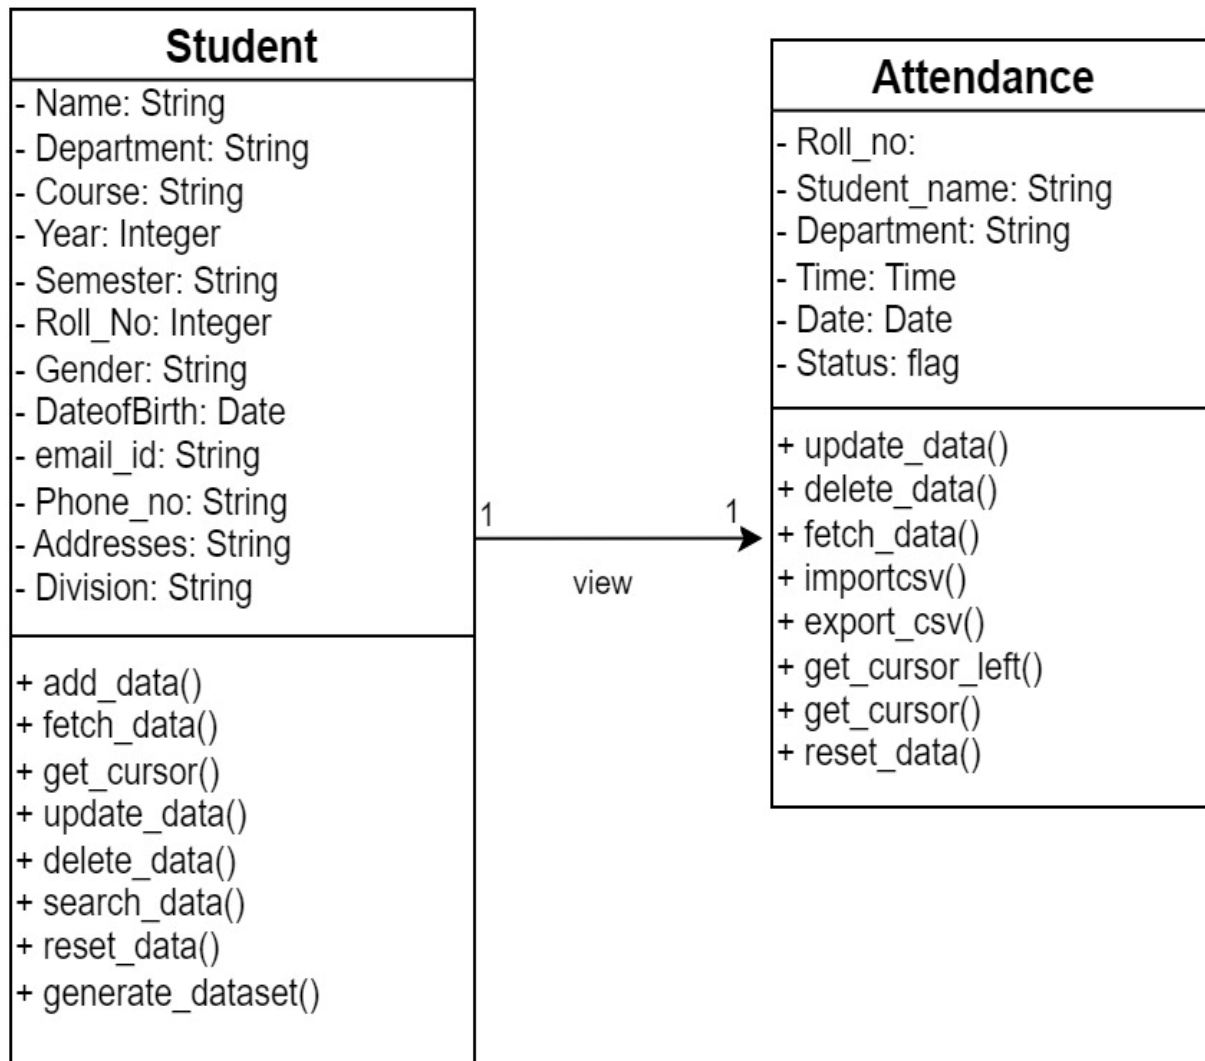 Student
- Name: String
- Department: String
- Course: String
- Year: Integer
- Semester: String
- Roll_No: Integer
- Gender: String
- DateofBirth: Date
- email_id: String
- Phone_no: String
- Addresses: String
- Division: String
+ add_data()
+ fetch_data()
+ get_cursor()
+ update_data()
+ delete_data()
+ search_data()
+ reset_data()
+ generate_dataset()
1
1
view
Attendance
- Roll_no:
- Student_name: String
- Department: String
- Time: Time
- Date: Date
- Status: flag
+ update_data()
+ delete_data()
+ fetch_data()
+ importcsv()
+ export_csv()
+ get_cursor_left()
+ get_cursor()
+ reset_data()